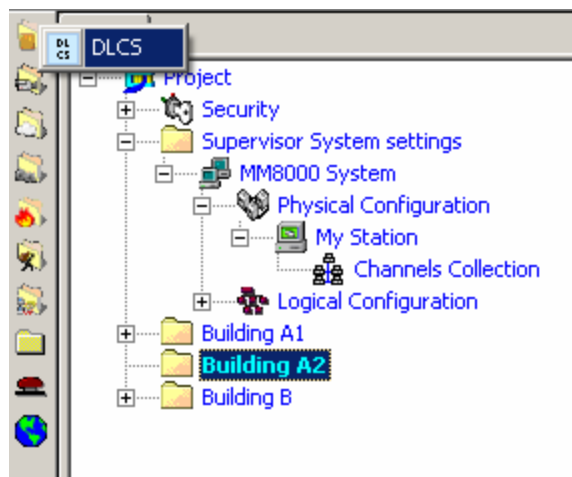 DL
CS
DLCS
Project
Security
Supervisor System settings
MM8000 System
Physical Configuration
My Station
Channels Collection
Logical Configuration
Building A1
Building A2
Building B